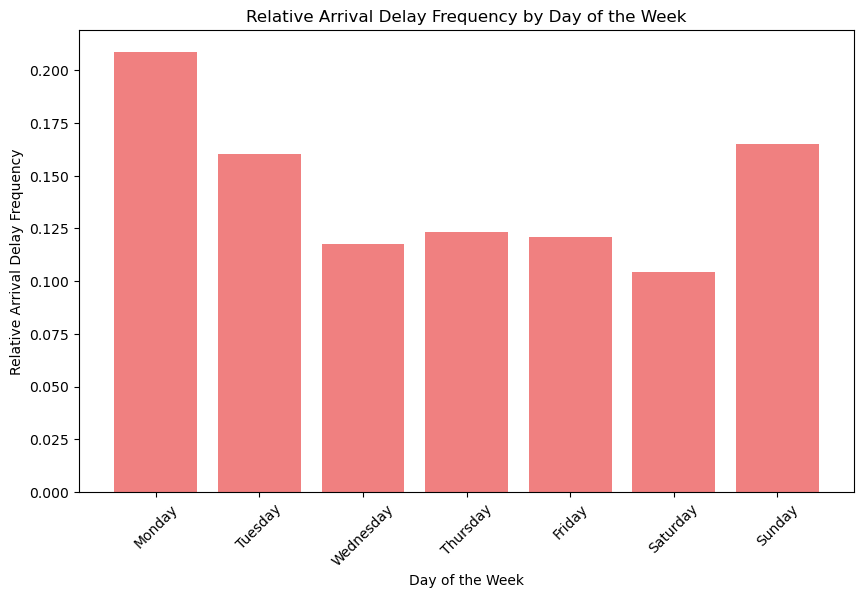 Relative Arrival Delay Frequency by Day of the Week
Relative Arrival Delay Frequency
0.200
0.175
0.150
0.125
0.100
0.075
0.050
0.025
0.000
Monday
Tuesday
Wednesday
Thursday
Friday
Saturday
Sunday
Day of the Week